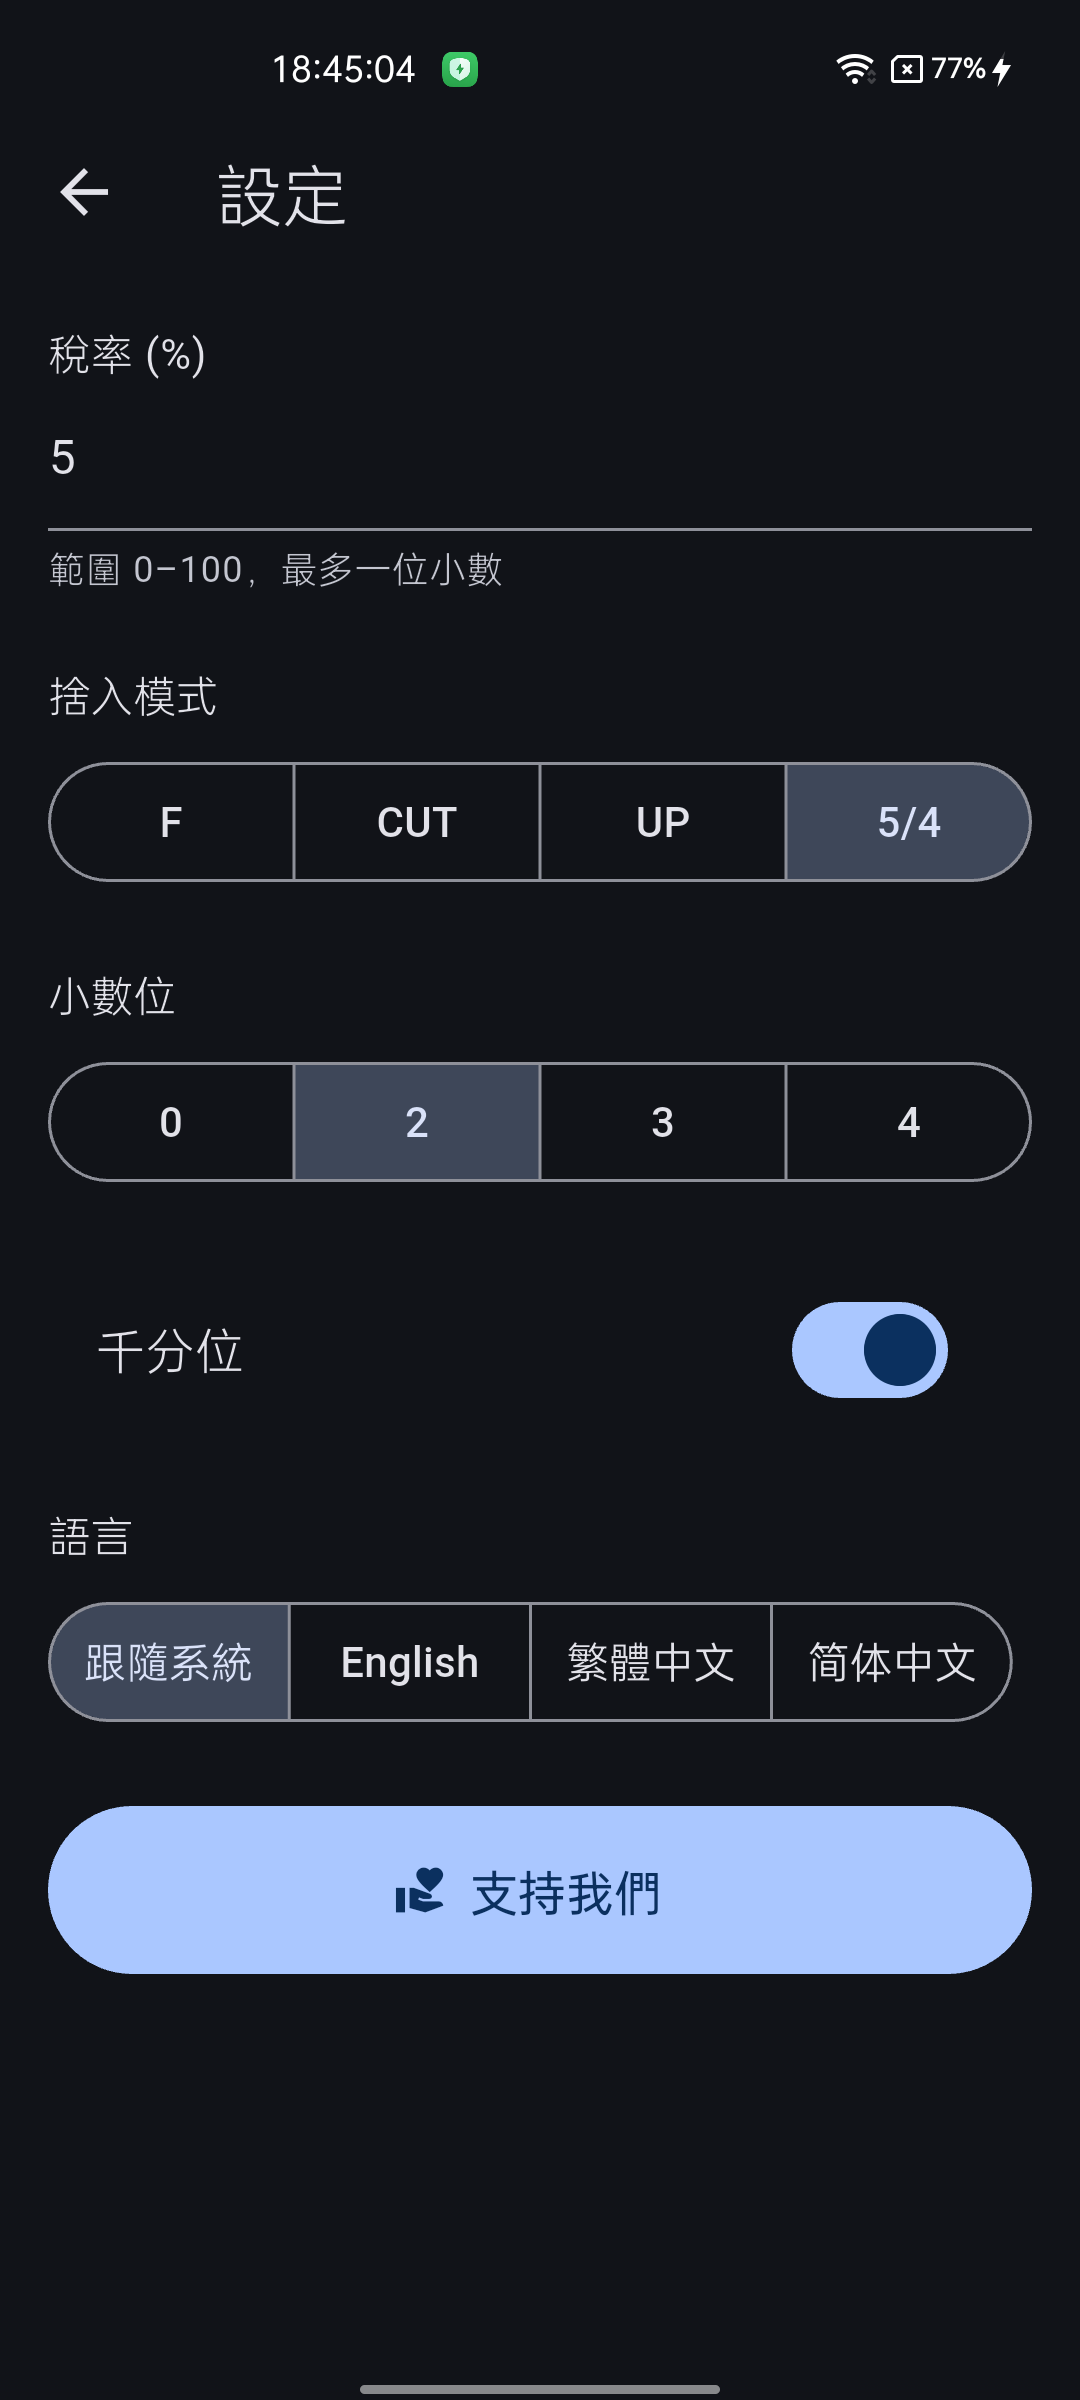 18:45:04 77%
設定
稅率 (%)
5
範圍 0–100，最多一位小數
捨入模式
F CUT UP 5/4
小數位
0 2 3 4
千分位
語言
跟隨系統 English 繁體中文 简体中文
支持我們